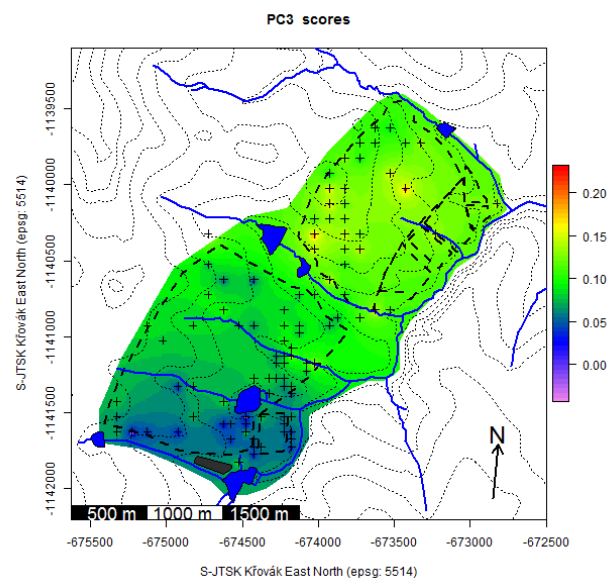 PC3 scores
S-JTSK Křovák East North (epsg: 5514)
-1139500
-1140000
-1140500
-1141000
-1141500
-1142000
0.20
0.15
0.10
0.05
0.00
N
500 m 1000 m 1500 m
-675500 -675000 -674500 -674000 -673500 -673000 -672500
S-JTSK Křovák East North (epsg: 5514)